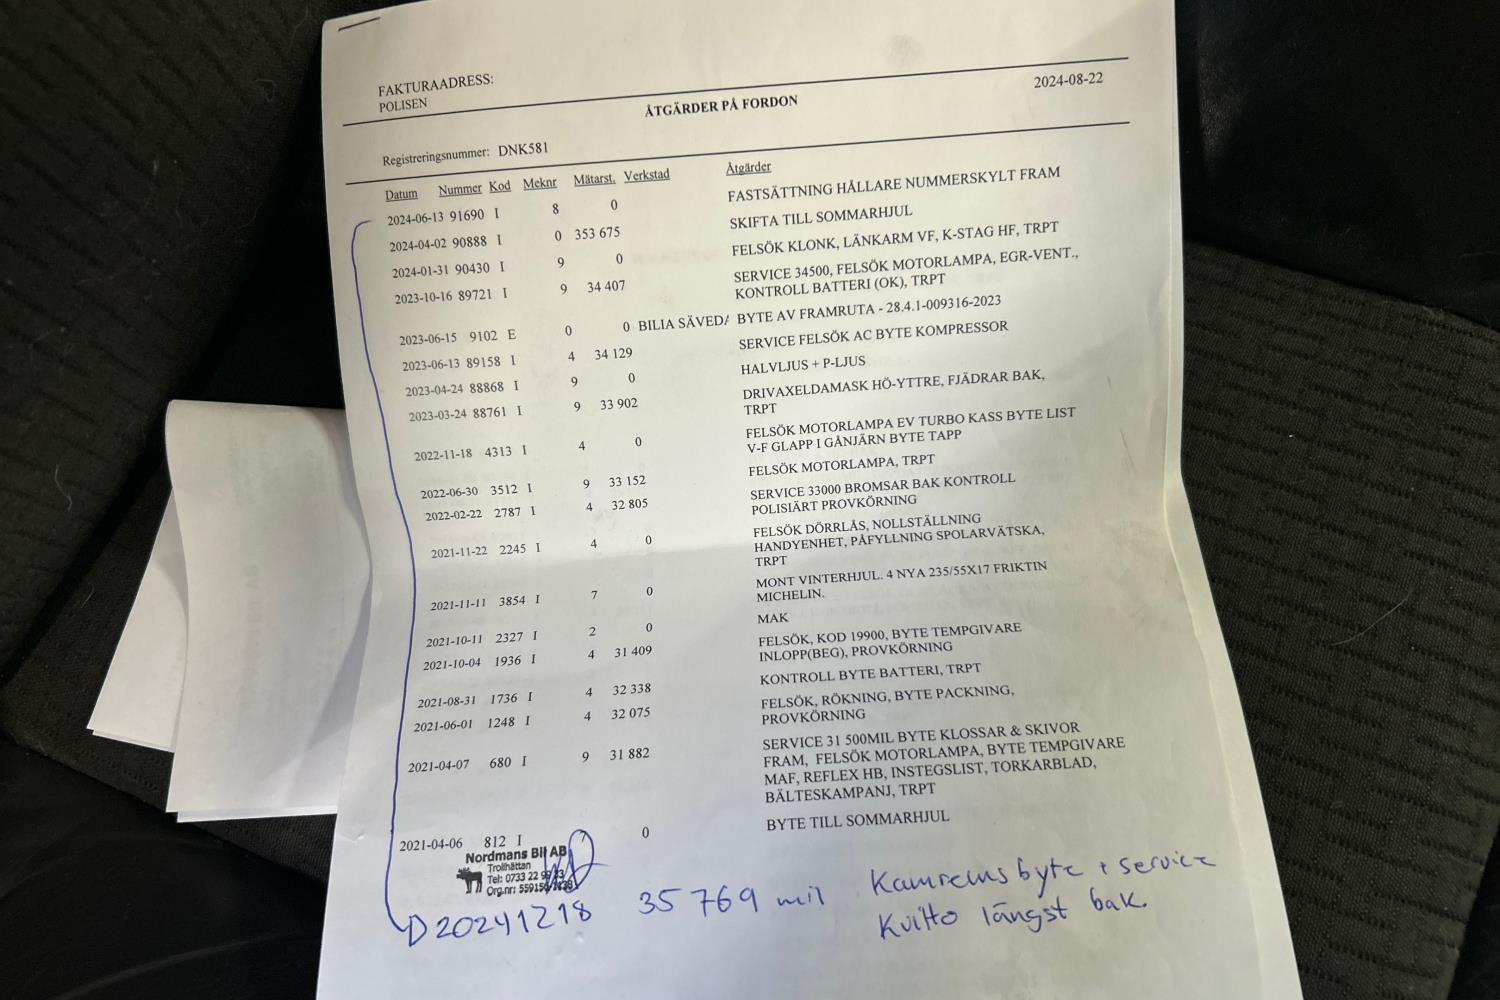 FAKTURAADRESS:
POLISEN
2024-08-22
ÅTGÄRDER PÅ FORDON
Registreringsnummer: DNK581
Datum Nummer Kod Meknr Mätarst. Verkstad Åtgärder
2024-06-13 91690 I 8 0 FASTSÄTTNING HÅLLARE NUMMERSKYLT FRAM
2024-04-02 90888 I 0 353 675 SKIFTA TILL SOMMARHJUL
2024-01-31 90430 I 9 0 FELSÖK KLONK, LÄNKARM VF, K-STAG HF, TRPT
2023-10-16 89721 I 9 34 407 SERVICE 34500, FELSÖK MOTORLAMPA, EGR-VENT.,
KONTROLL BATTERI (OK), TRPT
2023-06-15 9102 E 0 0 BILIA SÄVEDA BYTE AV FRAMRUTA - 28.4.1-009316-2023
2023-06-13 89158 I 4 34 129 SERVICE FELSÖK AC BYTE KOMPRESSOR
2023-04-24 88868 I 9 0 HALVLJUS + P-LJUS
2023-03-24 88761 I 9 33 902 DRIVAXELDAMASK HÖ-YTTRE, FJÄDRAR BAK,
TRPT
2022-11-18 4313 I 4 0 FELSÖK MOTORLAMPA EV TURBO KASS BYTE LIST
V-F GLAPP I GÅNJÄRN BYTE TAPP
2022-06-30 3512 I 9 33 152 FELSÖK MOTORLAMPA, TRPT
2022-02-22 2787 I 4 32 805 SERVICE 33000 BROMSAR BAK KONTROLL
POLISIÄRT PROVKÖRNING
2021-11-22 2245 I 4 0 FELSÖK DÖRRLÅS, NOLLSTÄLLNING
HANDYENHET, PÅFYLLNING SPOLARVÄTSKA,
TRPT
2021-11-11 3854 I 7 0 MONT VINTERHJUL. 4 NYA 235/55X17 FRIKTIN
MICHELIN.
2021-10-11 2327 I 2 0 MAK
2021-10-04 1936 I 4 31 409 FELSÖK, KOD 19900, BYTE TEMPGIVARE
INLOPP(BEG), PROVKÖRNING
2021-08-31 1736 I 4 32 338 KONTROLL BYTE BATTERI, TRPT
2021-06-01 1248 I 4 32 075 FELSÖK, RÖKNING, BYTE PACKNING,
PROVKÖRNING
2021-04-07 680 I 9 31 882 SERVICE 31 500MIL BYTE KLOSSAR & SKIVOR
FRAM, FELSÖK MOTORLAMPA, BYTE TEMPGIVARE
MAF, REFLEX HB, INSTEGSLIST, TORKARBLAD,
BÄLTESKAMPANJ, TRPT
2021-04-06 812 I 7 0 BYTE TILL SOMMARHJUL
Nordmans Bil AB
Trollhättan
Tel: 0733 22
Org.nr:
D20241218 35 769 mil Kamremsbyte + service
Kvitto längst bak.